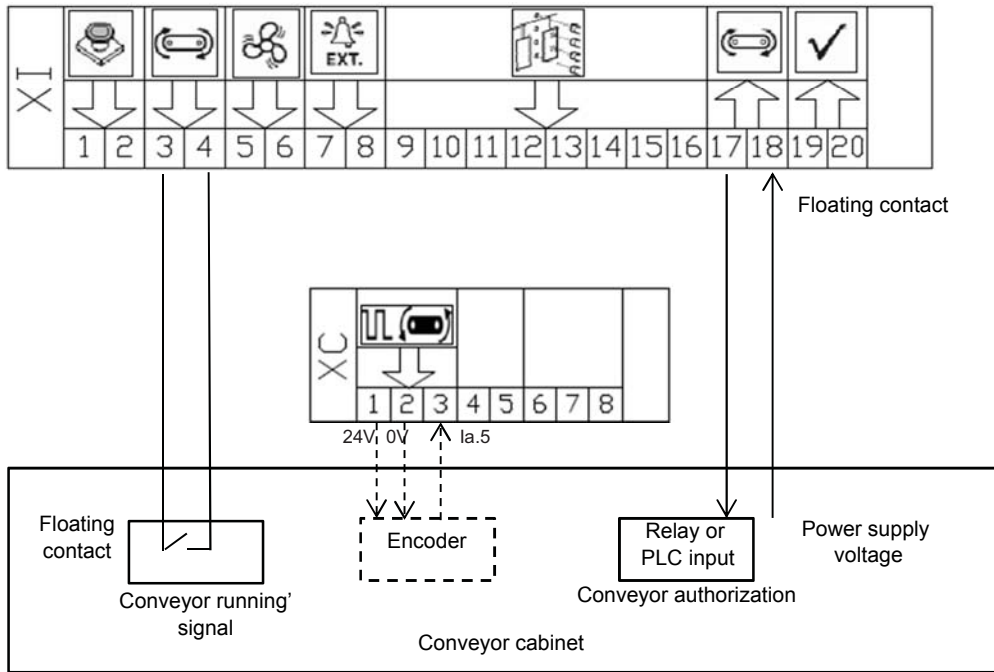 EXT.
XI
1 2 3 4 5 6 7 8 9 10 11 12 13 14 15 16 17 18 19 20
Floating contact
XC
1 2 3 4 5 6 7 8
24V 0V Ia.5
Floating
contact
Encoder
Relay or
PLC input
Power supply
voltage
Conveyor running’
signal
Conveyor authorization
Conveyor cabinet